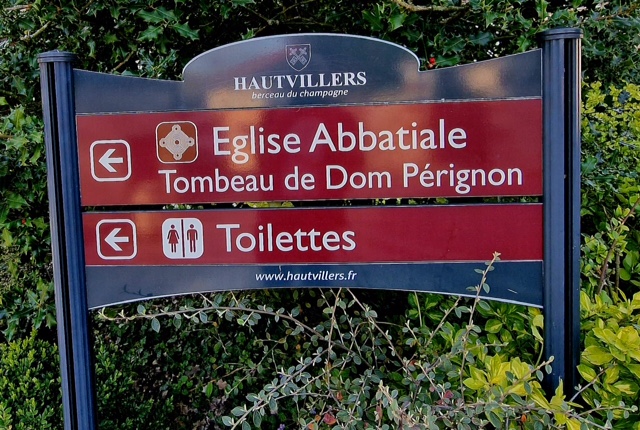 HAUTVILLERS
berceau du champagne
Eglise Abbatiale
Tombeau de Dom Pérignon
Toilettes
www.hautvillers.fr